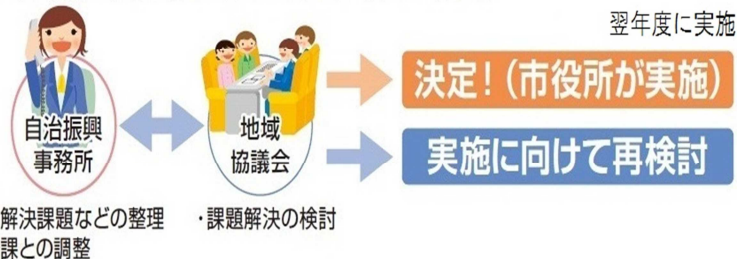 翌年度に実施
決定！（市役所が実施）
自治振興
事務所
地域
協議会
実施に向けて再検討
解決課題などの整理
課との調整
・課題解決の検討